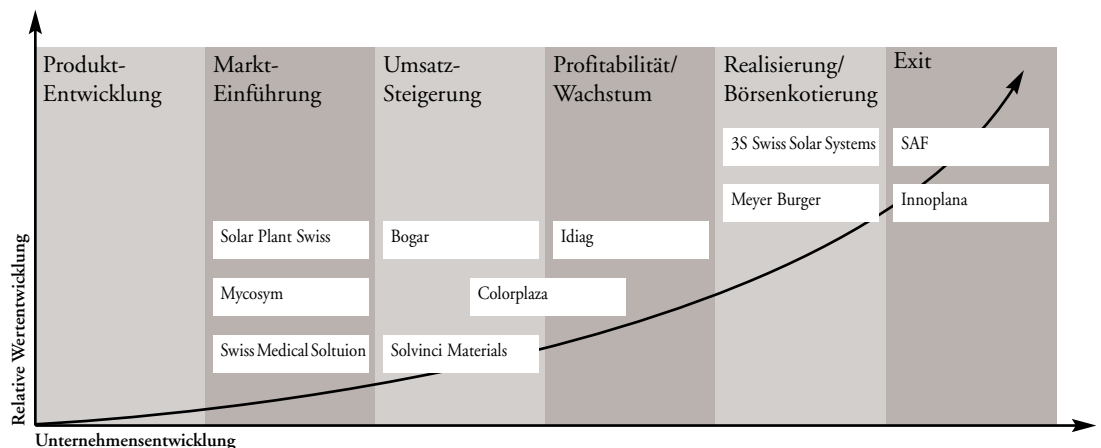 Produkt-
Entwicklung
Markt-
Einführung
Umsatz-
Steigerung
Profitabilität/
Wachstum
Realisierung/
Börsenkotierung
Exit
3S Swiss Solar Systems
SAF
Meyer Burger
Innoplana
Solar Plant Swiss
Bogar
Idiag
Mycosym
Colorplaza
Swiss Medical Soltuion
Solvinci Materials
Relative Wertentwicklung
Unternehmensentwicklung